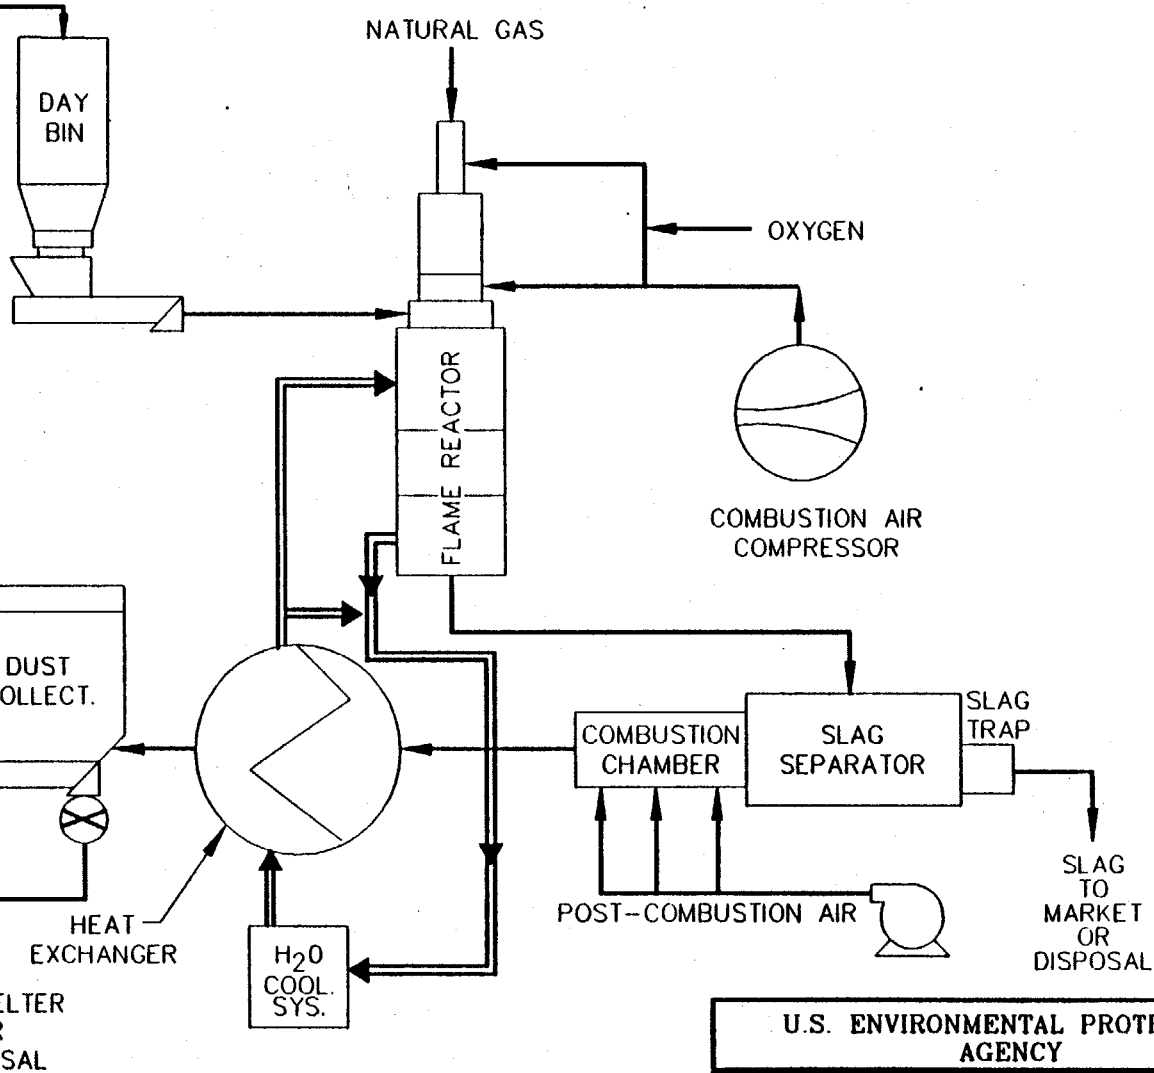 NATURAL GAS
DAY
BIN
OXYGEN
FLAME REACTOR
COMBUSTION AIR
COMPRESSOR
DUST
OLLECT.
SLAG
TRAP
COMBUSTION
CHAMBER
SLAG
SEPARATOR
SLAG
TO
MARKET
OR
DISPOSAL
POST-COMBUSTION AIR
HEAT
EXCHANGER
H2O
COOL.
SYS.
ELTER
R
SAL
U.S. ENVIRONMENTAL PROTE
AGENCY